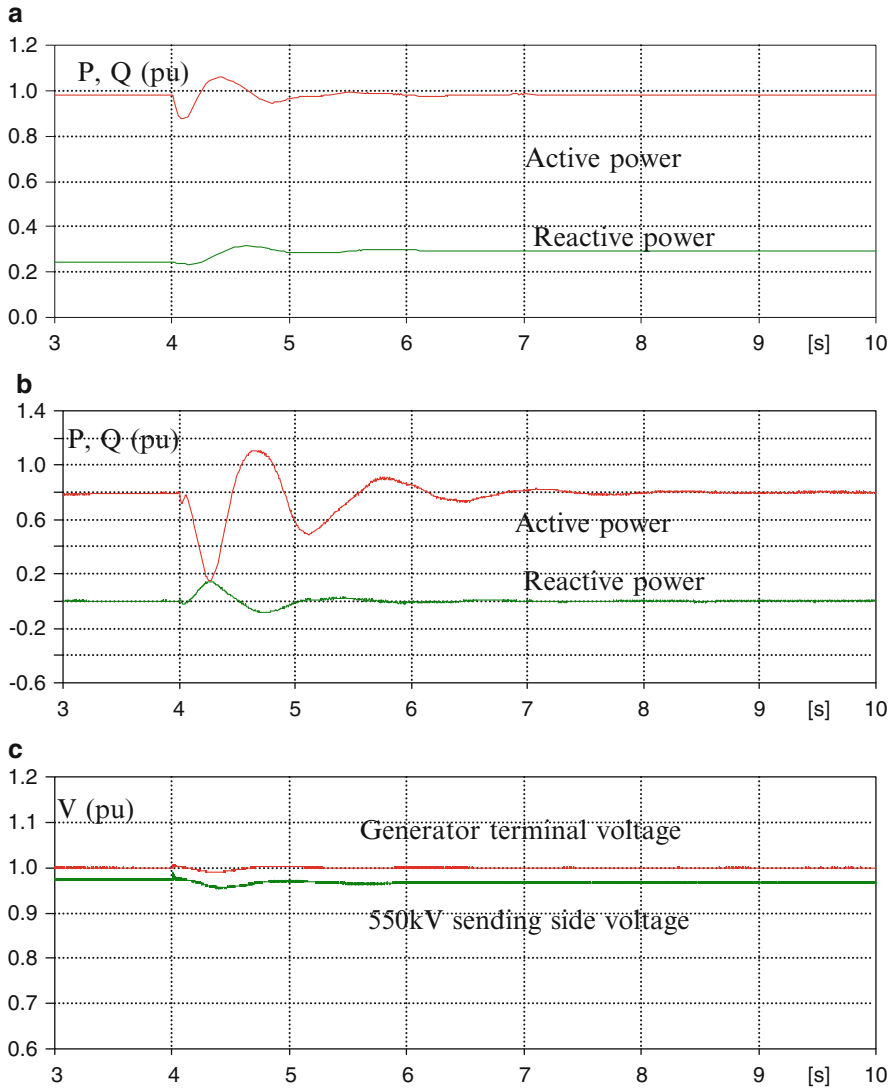 a
1.2
P, Q (pu)
1.0
0.8
Active power
0.6
0.4
Reactive power
0.2
0.0
3 4 5 6 7 8 9 [s] 10
b
1.4
P, Q (pu)
1.0
0.6
Active power
0.2
Reactive power
-0.2
-0.6
3 4 5 6 7 8 9 [s] 10
c
1.2
V (pu)
1.1
Generator terminal voltage
1.0
0.9
550kV sending side voltage
0.8
0.7
0.6
3 4 5 6 7 8 9 [s] 10